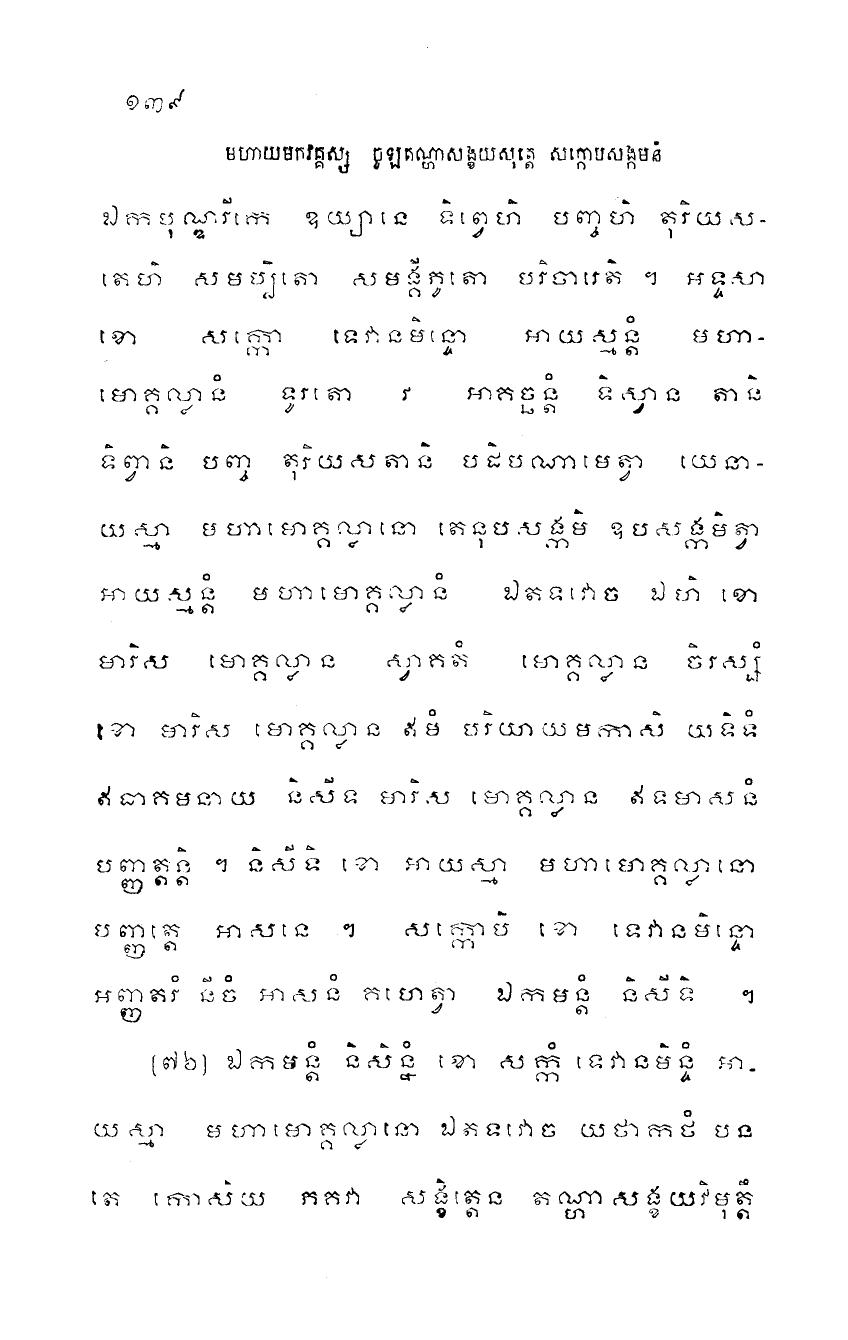 ១៣៩
មហាយមកវគ្គស្ស ចូឡតណ្ហាសង្ខយសុត្តេ សក្កោបសង្កមនំ
ឯកបុណ្ឌរីកេ ឧយ្យានេ ទិព្វេហិ បញ្ចហិ តុរិយស-
តេហិ សមប្បិតោ សមង្គីភូតោ បរិចារេតិ ។ អទ្ទសា
ខោ សក្កោ ទេវានមិន្ទោ អាយស្មន្តំ មហា-
មោគ្គល្លានំ ទូរតោ វ អាគច្ឆន្តំ ទិស្វាន តានិ
ទិព្វានិ បញ្ច តុរិយសតានិ បដិបណាមេត្វា យេនា-
យស្មា មហាមោគ្គល្លានោ តេនុបសង្កមិ ឧបសង្កមិត្វា
អាយស្មន្តំ មហាមោគ្គល្លានំ ឯតទវោច ឯហិ ខោ
មារិស មោគ្គល្លាន ស្វាគតំ មោគ្គល្លាន ចិរស្សំ
ខោ មារិស មោគ្គល្លាន ឥមំ បរិយាយមកាសិ យទិទំ
ឥធាគមនាយ និសីទ មារិស មោគ្គល្លាន ឥទមាសនំ
បញ្ញត្តន្តិ ។ និសីទិ ខោ អាយស្មា មហាមោគ្គល្លានោ
បញ្ញត្តេ អាសនេ ។ សក្កោបិ ខោ ទេវានមិន្ទោ
អញ្ញតរំ នីចំ អាសនំ គហេត្វា ឯកមន្តំ និសីទិ ។
[៧៦] ឯកមន្តំ និសិន្នំ ខោ សក្កំ ទេវានមិន្ទំ អា-
យស្មា មហាមោគ្គល្លានោ ឯតទវោច យថាកថំ បន
តេ កោសិយ ភគវា សង្ខិត្តេន តណ្ហាសង្ខយវិមុត្តឹ